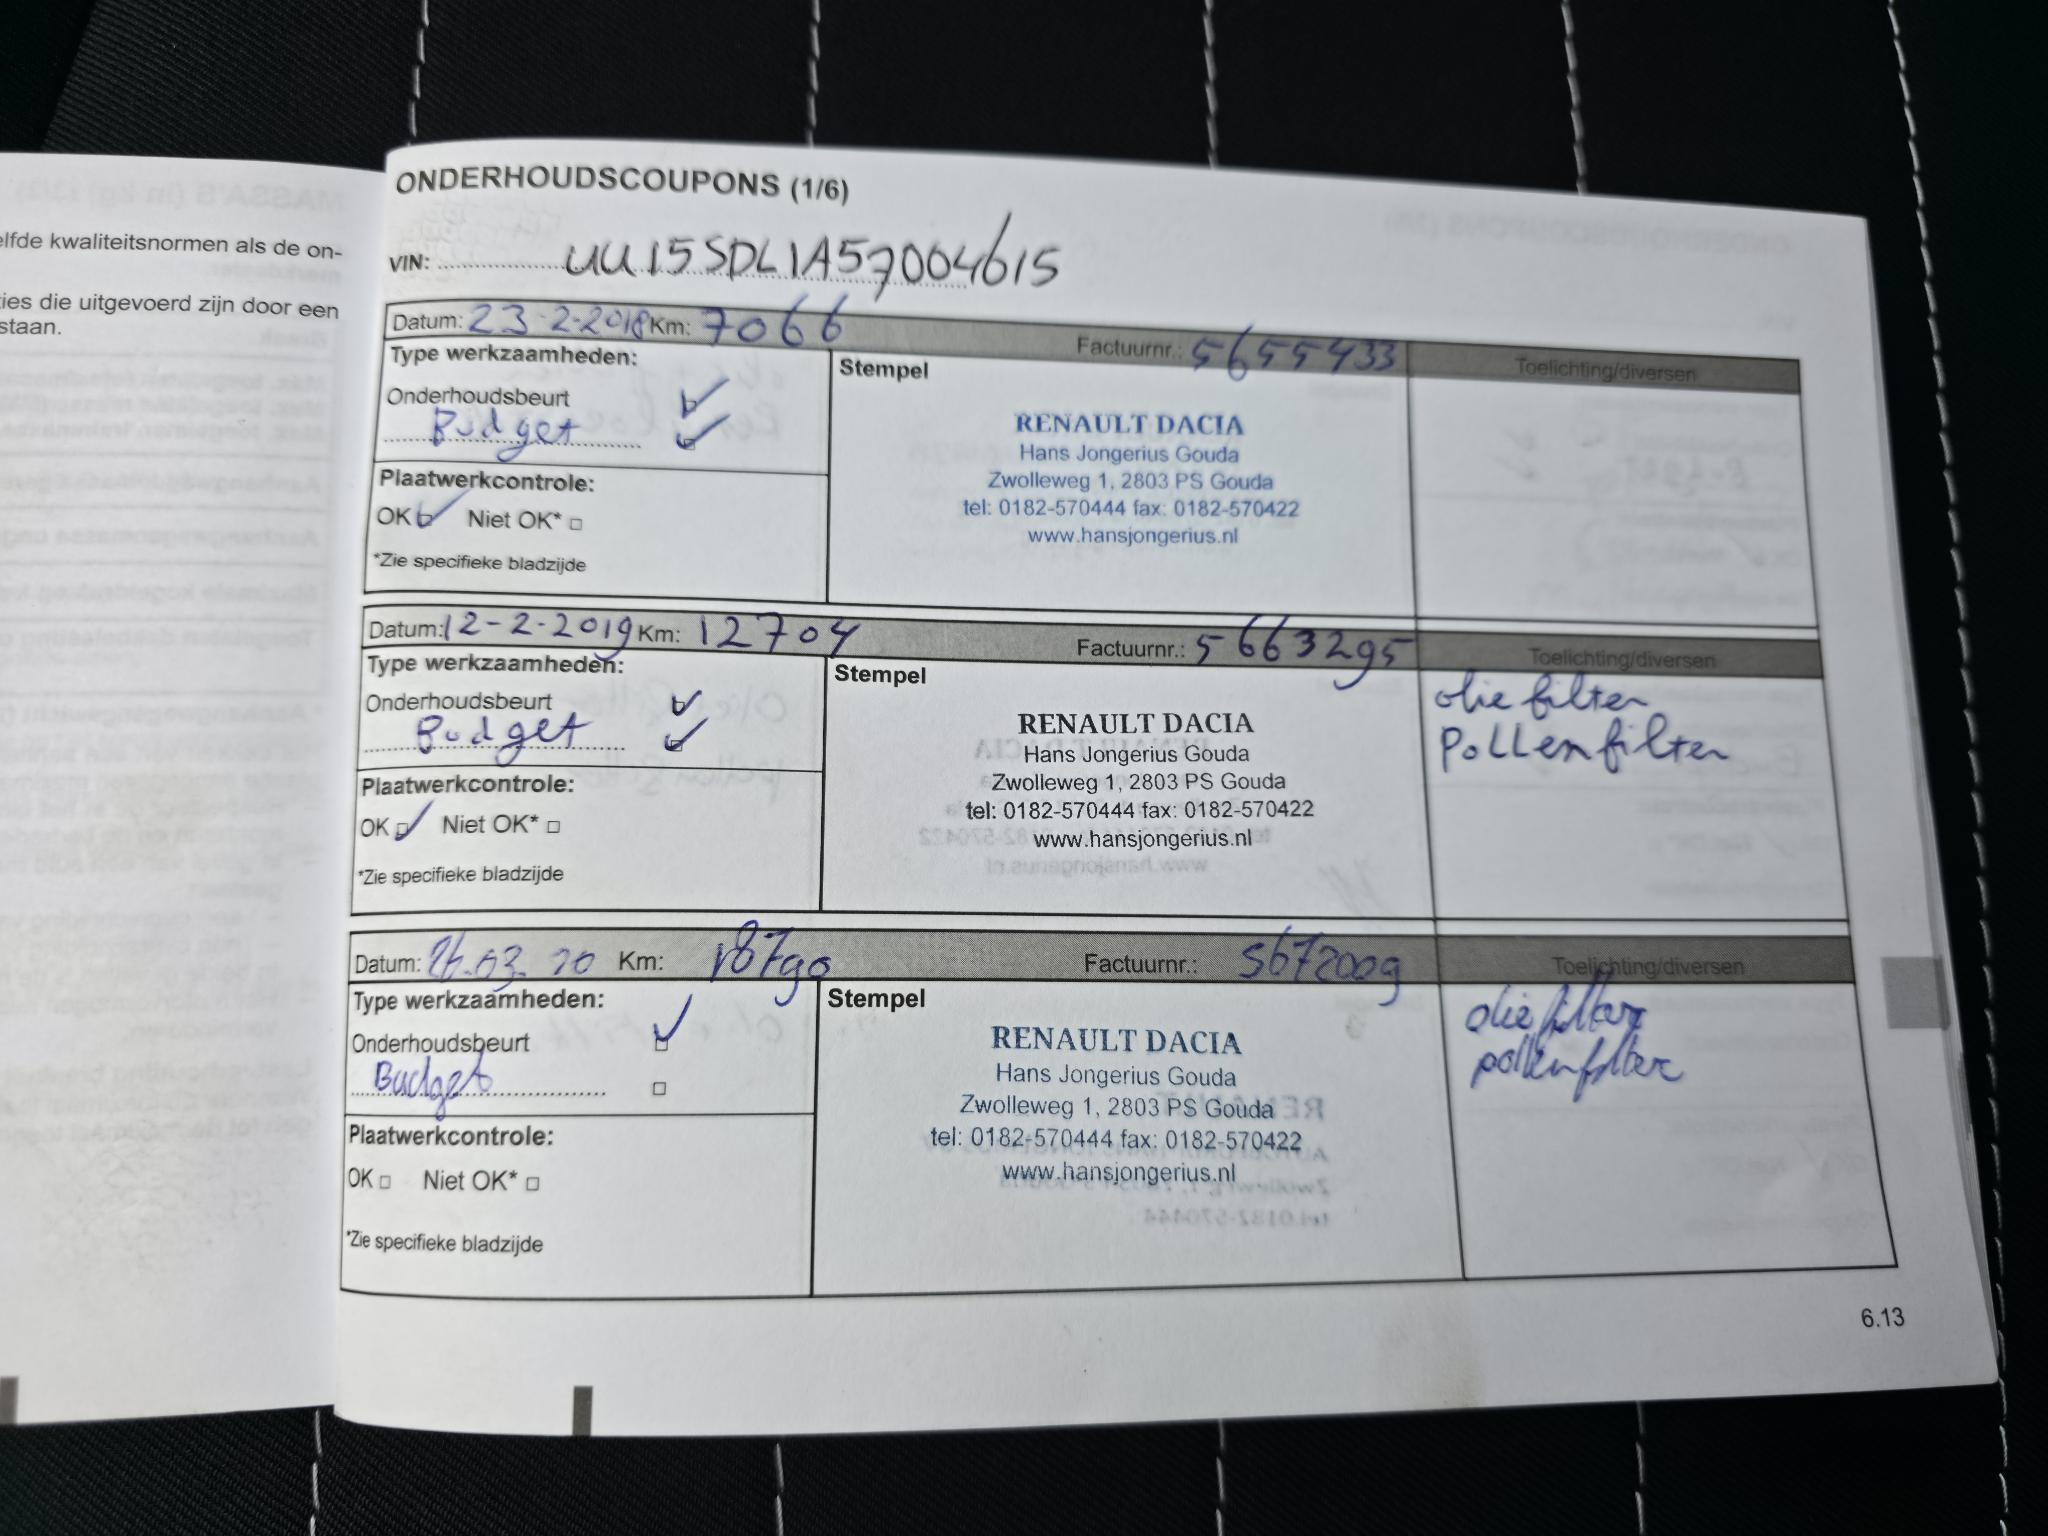 elfde kwaliteitsnormen als de on-
ties die uitgevoerd zijn door een
staan.
ONDERHOUDSCOUPONS (1/6)
VIN: UU15SDL1A57004615
Datum: 23-2-2018 Km: 7066 Factuurnr.: 5655433 Toelichting/diversen
Type werkzaamheden:
Onderhoudsbeurt
Budget
Plaatwerkcontrole:
OK Niet OK*
*Zie specifieke bladzijde
Stempel
RENAULT DACIA
Hans Jongerius Gouda
Zwolleweg 1, 2803 PS Gouda
tel: 0182-570444 fax: 0182-570422
www.hansjongerius.nl
Datum: 12-2-2019 Km: 12704 Factuurnr.: 5663295 Toelichting/diversen
Type werkzaamheden:
Onderhoudsbeurt
Budget
Plaatwerkcontrole:
OK Niet OK*
*Zie specifieke bladzijde
Stempel
RENAULT DACIA
Hans Jongerius Gouda
Zwolleweg 1, 2803 PS Gouda
tel: 0182-570444 fax: 0182-570422
www.hansjongerius.nl
olie filter
Pollenfilter
Datum: 26.03.20 Km: 18790 Factuurnr.: 5672009 Toelichting/diversen
Type werkzaamheden:
Onderhoudsbeurt
Budget
Plaatwerkcontrole:
OK Niet OK*
*Zie specifieke bladzijde
Stempel
RENAULT DACIA
Hans Jongerius Gouda
Zwolleweg 1, 2803 PS Gouda
tel: 0182-570444 fax: 0182-570422
www.hansjongerius.nl
olie filter
pollenfilter
6.13